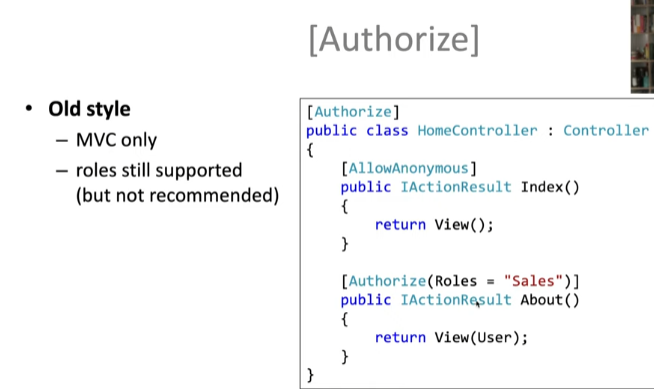 [Authorize]
• Old style
– MVC only
– roles still supported
(but not recommended)
[Authorize]
public class HomeController : Controller
{
[AllowAnonymous]
public IActionResult Index()
{
return View();
}
[Authorize(Roles = "Sales")]
public IActionResult About()
{
return View(User);
}
}